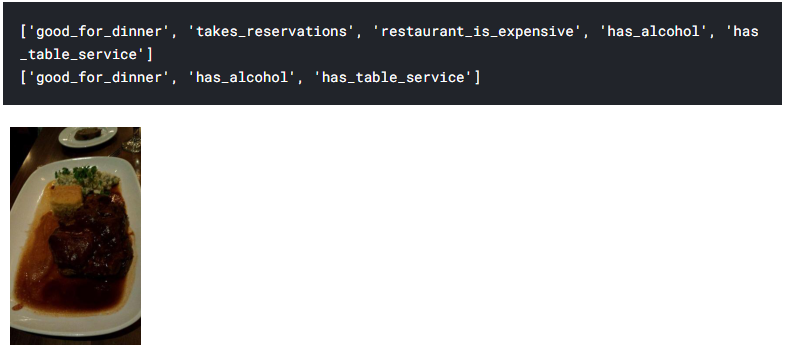 ['good_for_dinner', 'takes_reservations', 'restaurant_is_expensive', 'has_alcohol', 'has
_table_service']
['good_for_dinner', 'has_alcohol', 'has_table_service']